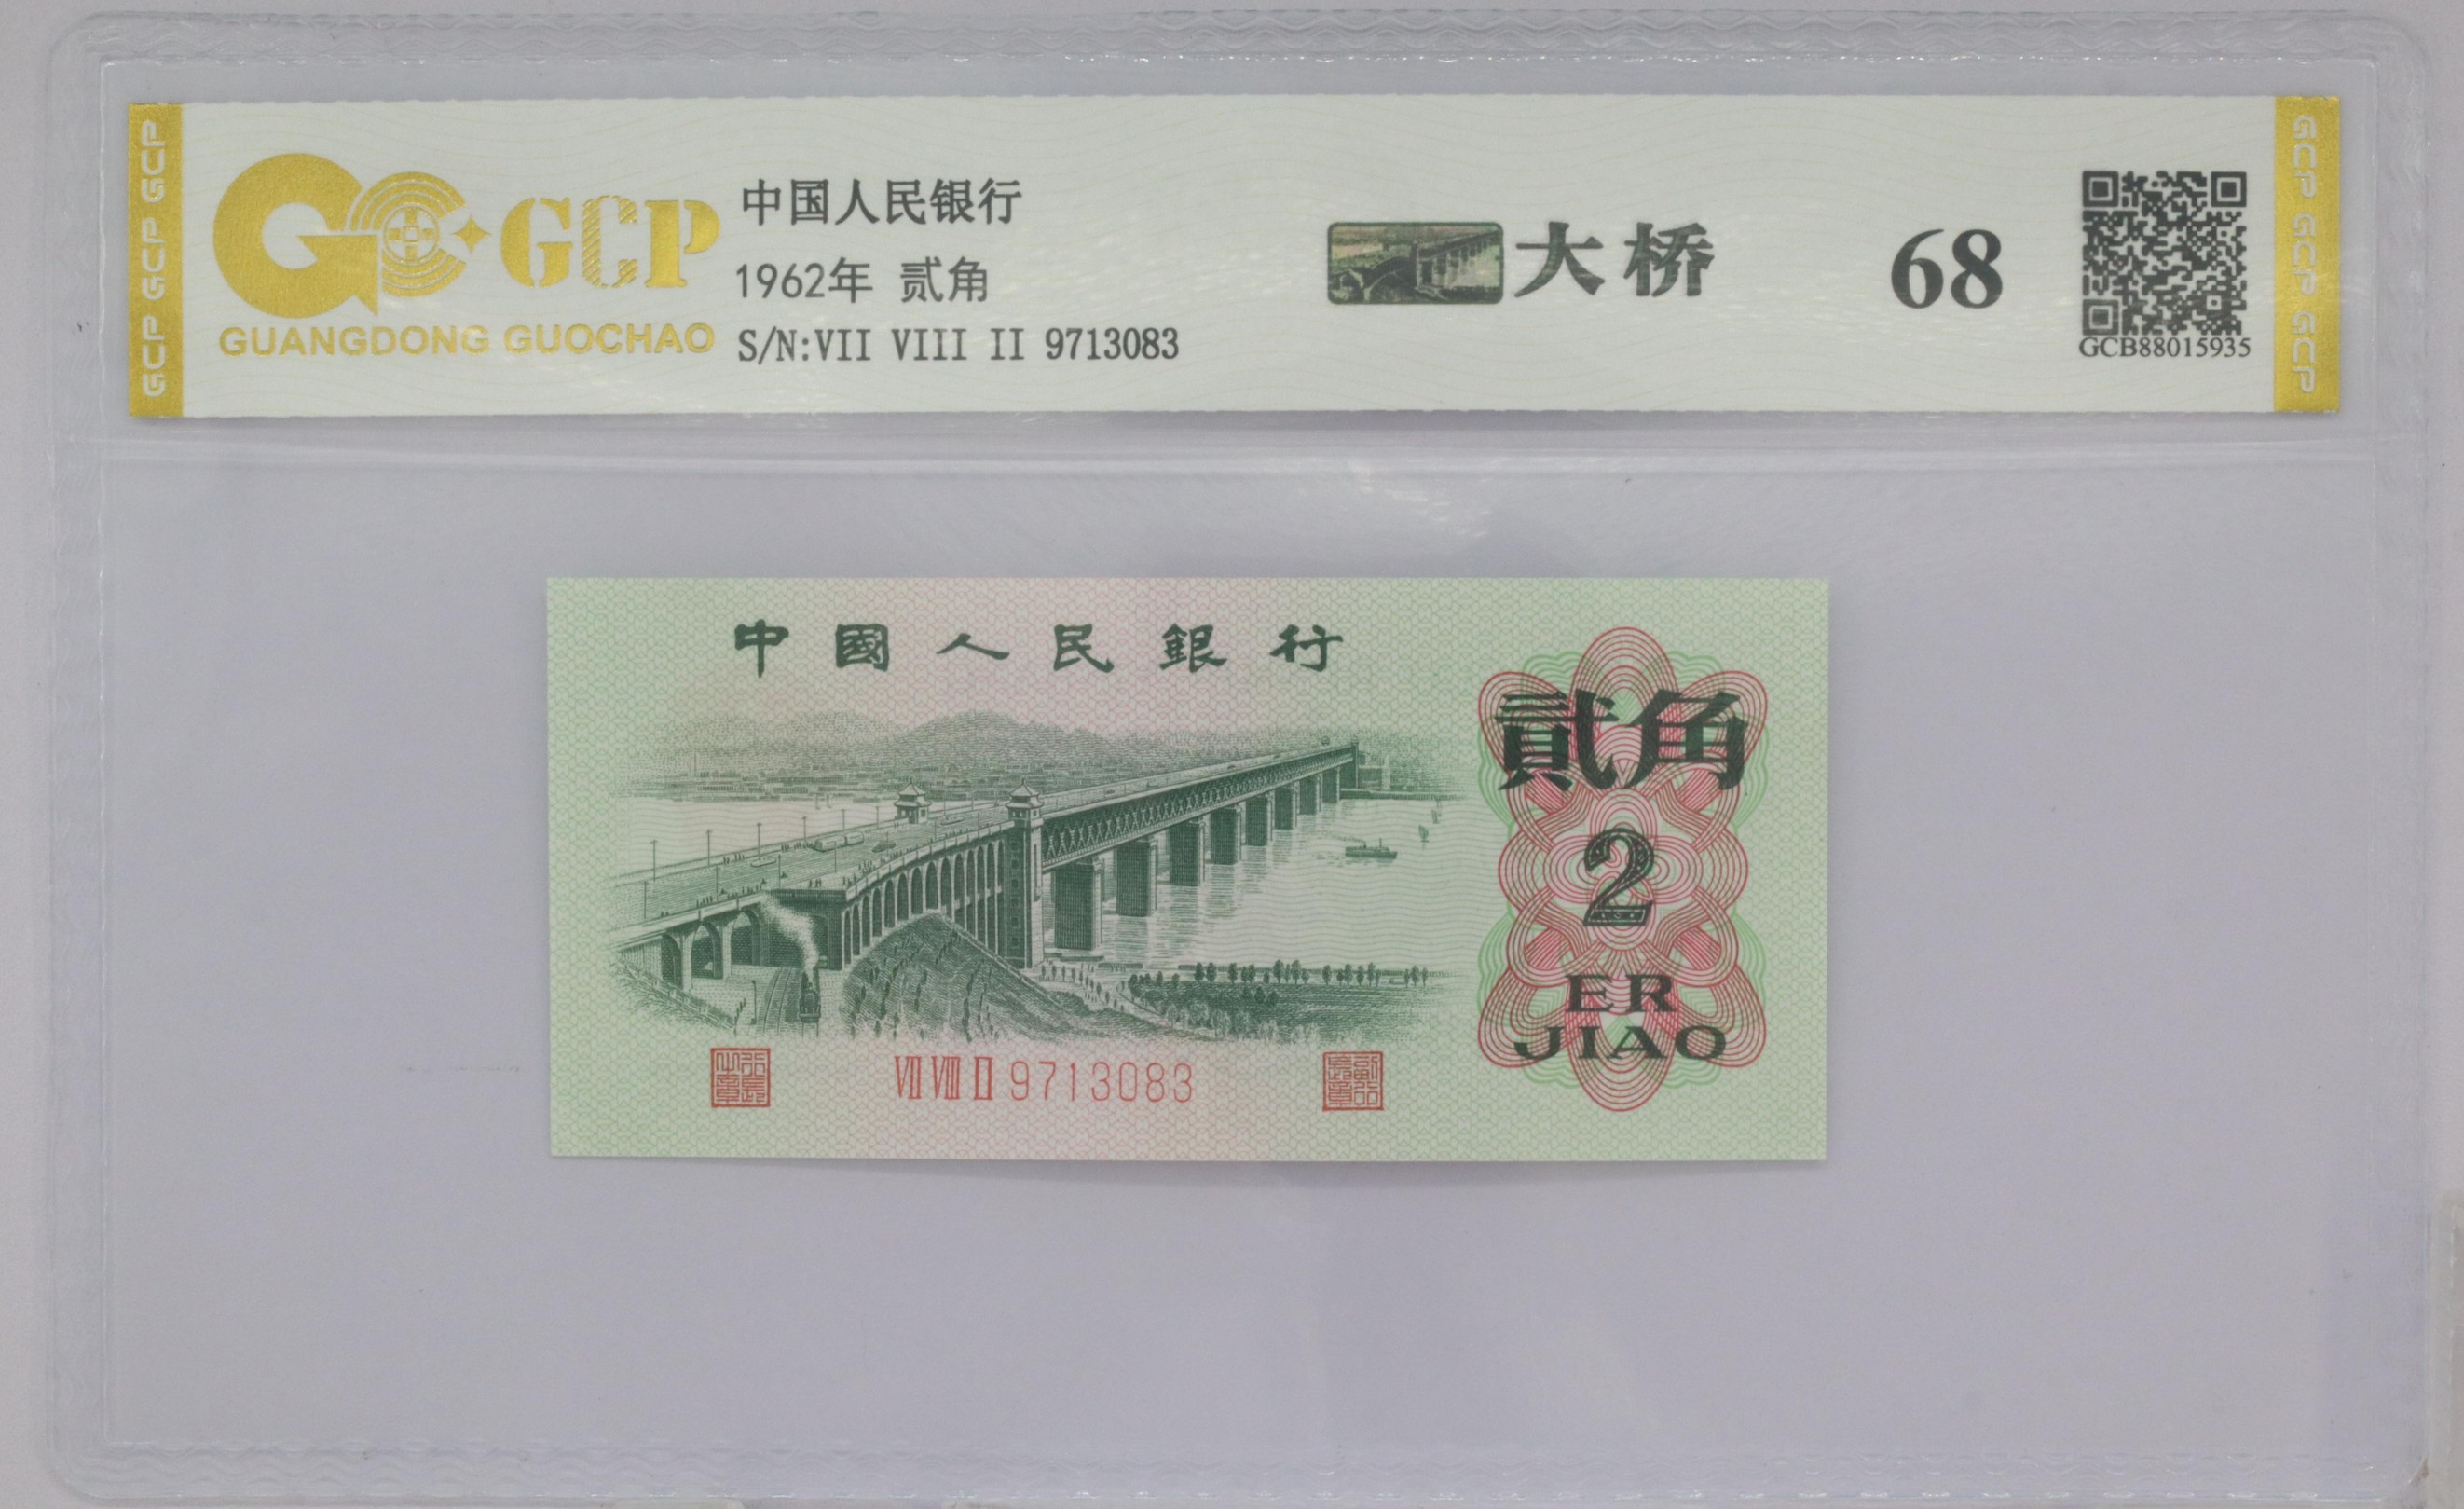 GCP GCP GCP
GCP
GUANGDONG GUOCHAO
中国人民银行
1962年 贰角
S/N:VII VIII II 9713083
大桥
68
GCB88015935
GCP GCP GCP
中國人民銀行
貳角
2
ER
JIAO
VII VIII II 9713083